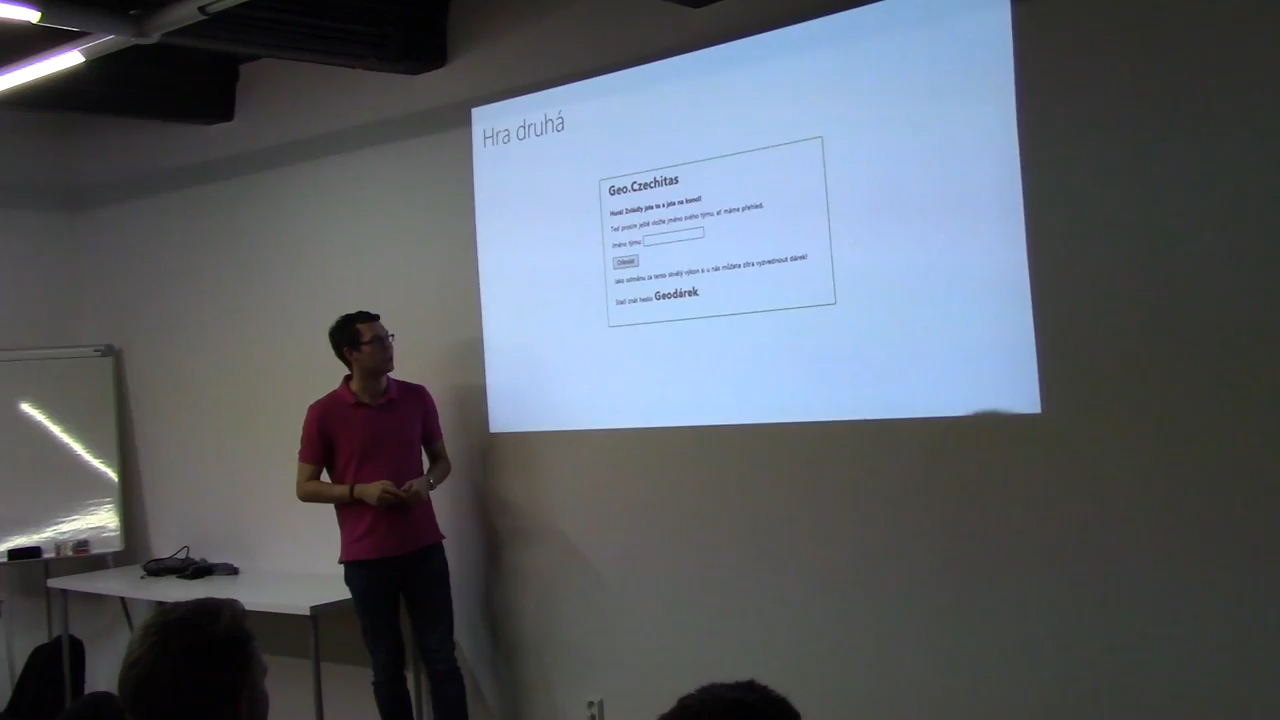 Hra druhá
Geo.Czechitas
Hurá! Zvládly jste to a jste na konci!
Teď prosím ještě vložte jméno svého týmu, ať máme přehled.
Jméno týmu:
Odeslat
Jako odměnu za tento skvělý výkon si u nás můžete zítra vyzvednout dárek!
Stačí znát heslo Geodárek.